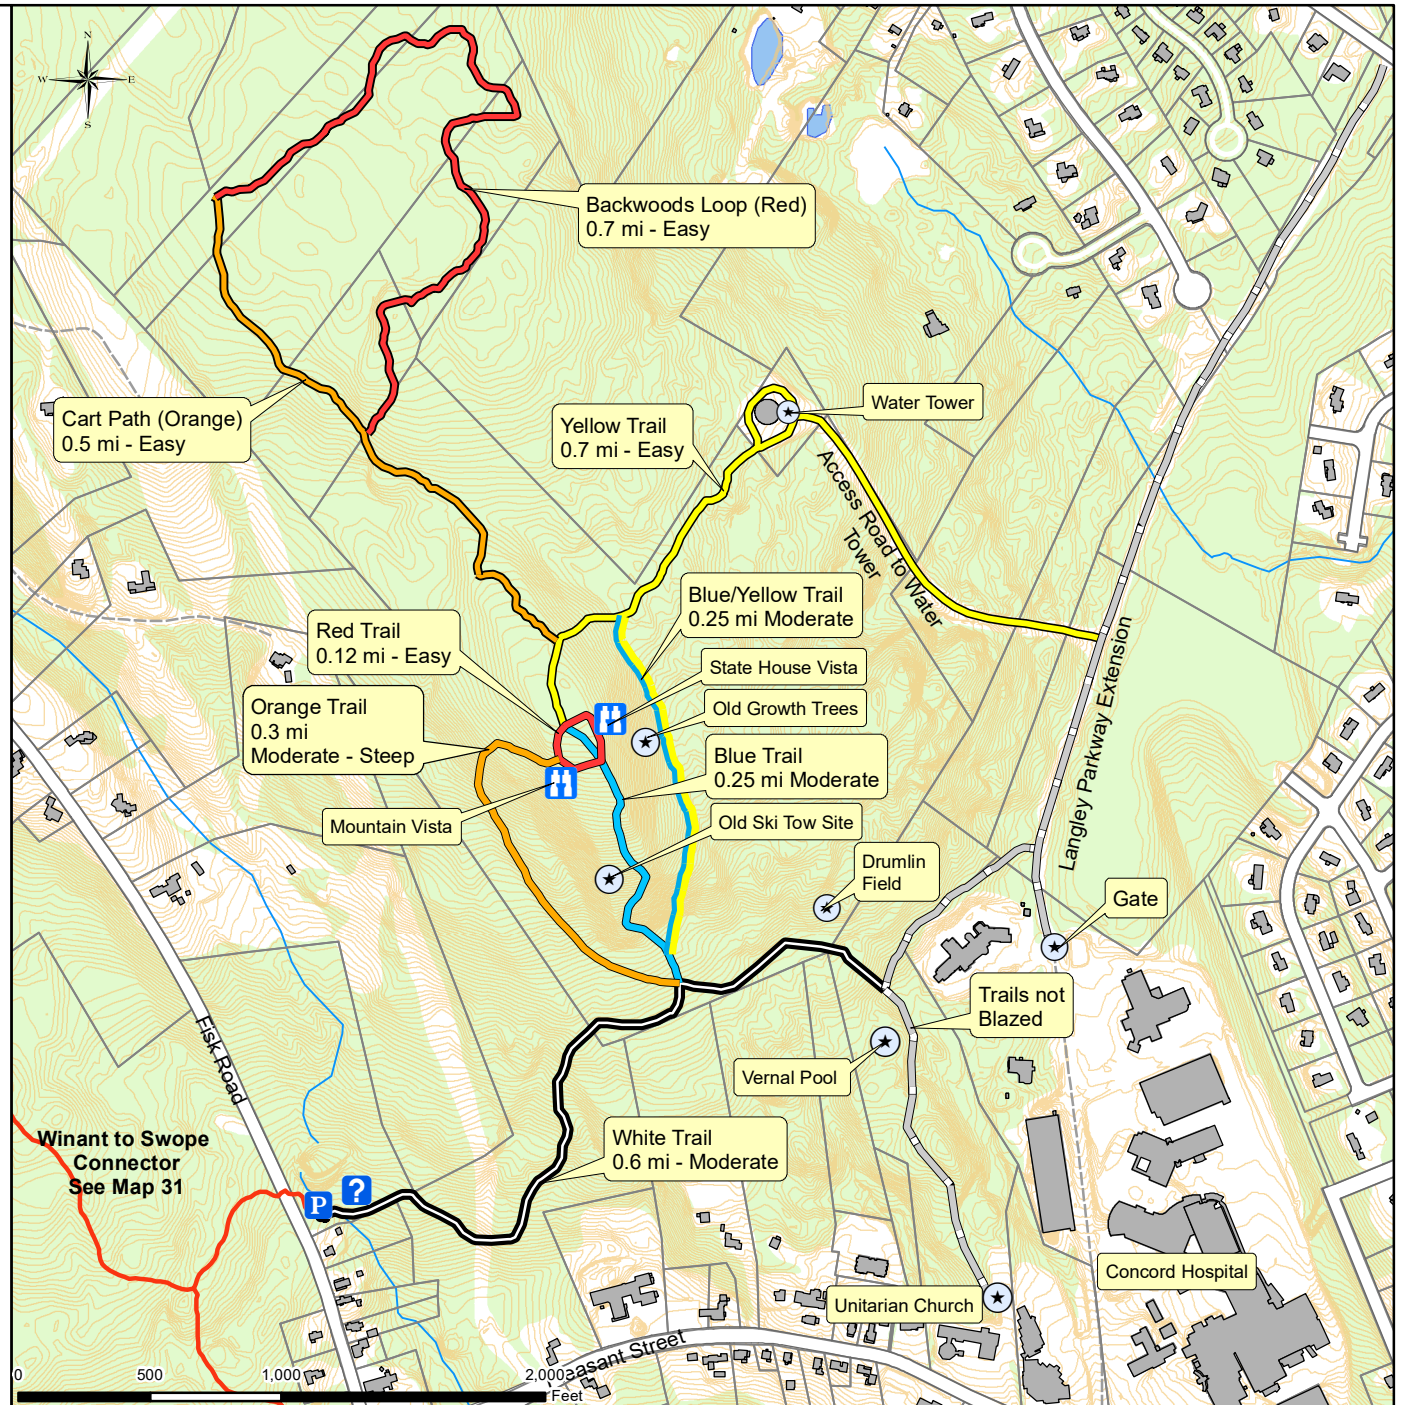 N
W E
S
Backwoods Loop (Red)
0.7 mi - Easy
Cart Path (Orange)
0.5 mi - Easy
Water Tower
Yellow Trail
0.7 mi - Easy
Access Road to Water
Tower
Blue/Yellow Trail
0.25 mi Moderate
Red Trail
0.12 mi - Easy
State House Vista
Orange Trail
0.3 mi
Moderate - Steep
Old Growth Trees
Blue Trail
0.25 mi Moderate
Langley Parkway Extension
Mountain Vista
Old Ski Tow Site
Drumlin
Field
Gate
Trails not
Blazed
Vernal Pool
Fisk Road
White Trail
0.6 mi - Moderate
Winant to Swope
Connector
See Map 31
P
?
Concord Hospital
Unitarian Church
easant Street
0 500 1,000 2,000
Feet